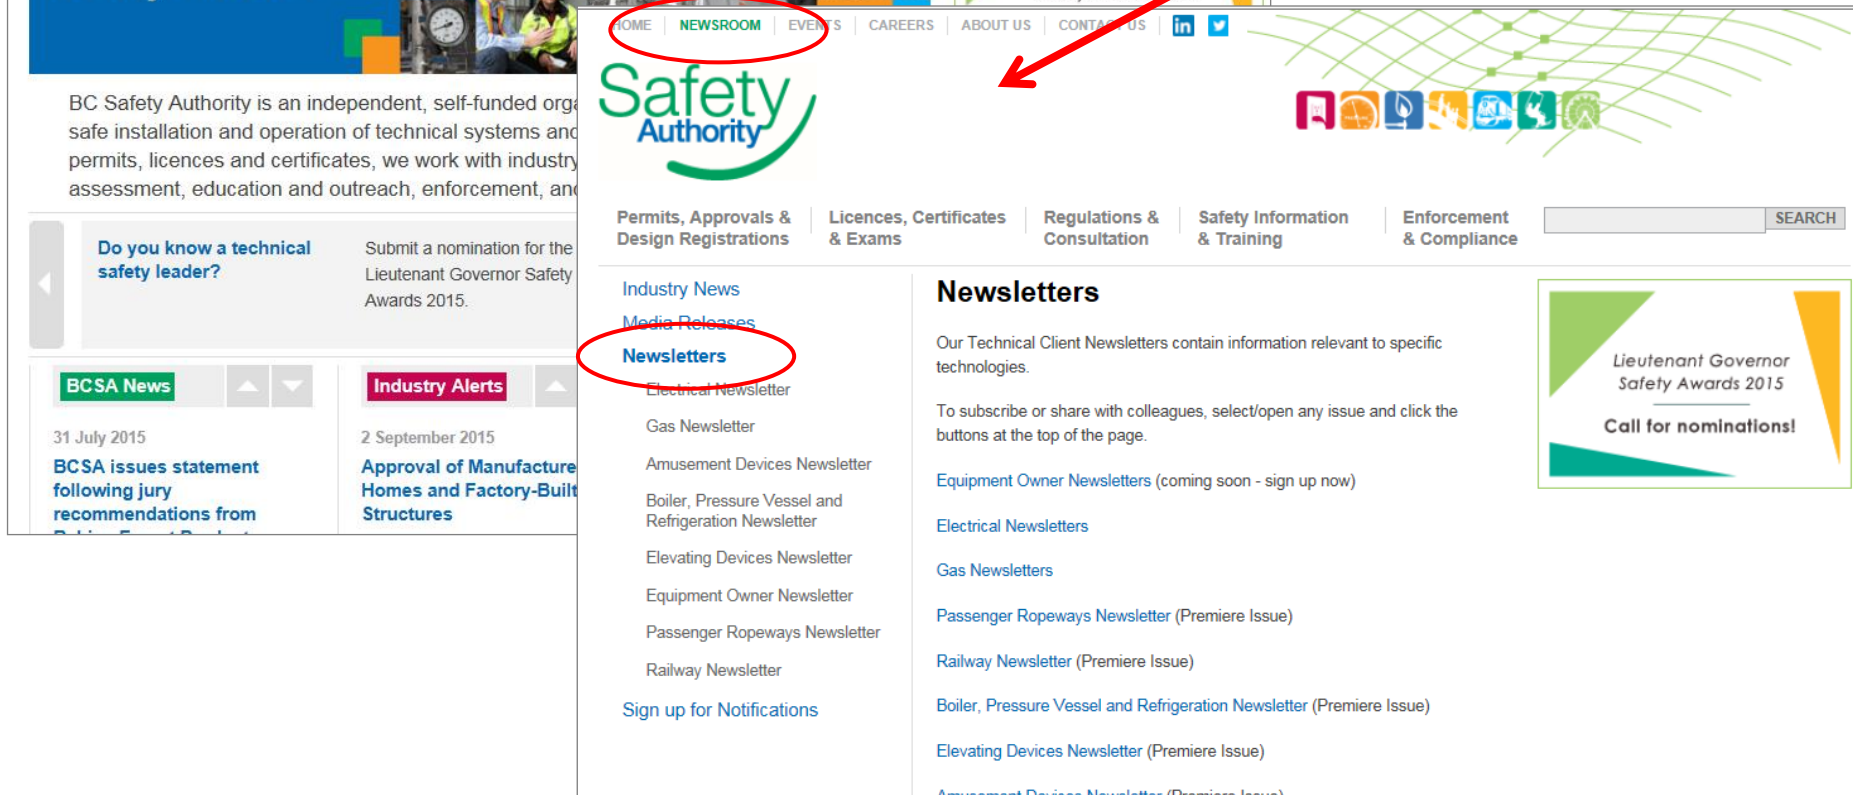 BC Safety Authority is an independent, self-funded
safe installation and operation of technical systems
permits, licences and certificates, we work with industry
assessment, education and outreach, enforcement,
Do you know a technical
safety leader?
Submit a nomination for the
Lieutenant Governor Safety
Awards 2015.
BCSA News
31 July 2015
BCSA issues statement
following jury
recommendations from
Industry Alerts
2 September 2015
Approval of
Homes and Factory-Built
Structures
HOME
NEWSROOM
EVENTS
CAREERS
ABOUT US
CONTACT US
in
Safety
Authority
Permits, Approvals &
Design Registrations
Licences, Certificates
& Exams
Regulations &
Consultation
Safety Information
& Training
Enforcement
& Compliance
SEARCH
Industry News
Media Releases
Newsletters
Electrical Newsletter
Gas Newsletter
Amusement Devices Newsletter
Boiler, Pressure Vessel and
Refrigeration Newsletter
Elevating Devices Newsletter
Equipment Owner Newsletter
Passenger Ropeways Newsletter
Railway Newsletter
Sign up for Notifications
Newsletters
Our Technical Client Newsletters contain information relevant to specific
technologies.
To subscribe or share with colleagues, select/open any issue and click the
buttons at the top of the page.
Equipment Owner Newsletters (coming soon - sign up now)
Electrical Newsletters
Gas Newsletters
Passenger Ropeways Newsletter (Premiere Issue)
Railway Newsletter (Premiere Issue)
Boiler, Pressure Vessel and Refrigeration Newsletter (Premiere Issue)
Elevating Devices Newsletter (Premiere Issue)
Amusement Devices Newsletter (Premiere Issue)
Lieutenant Governor
Safety Awards 2015
Call for nominations!